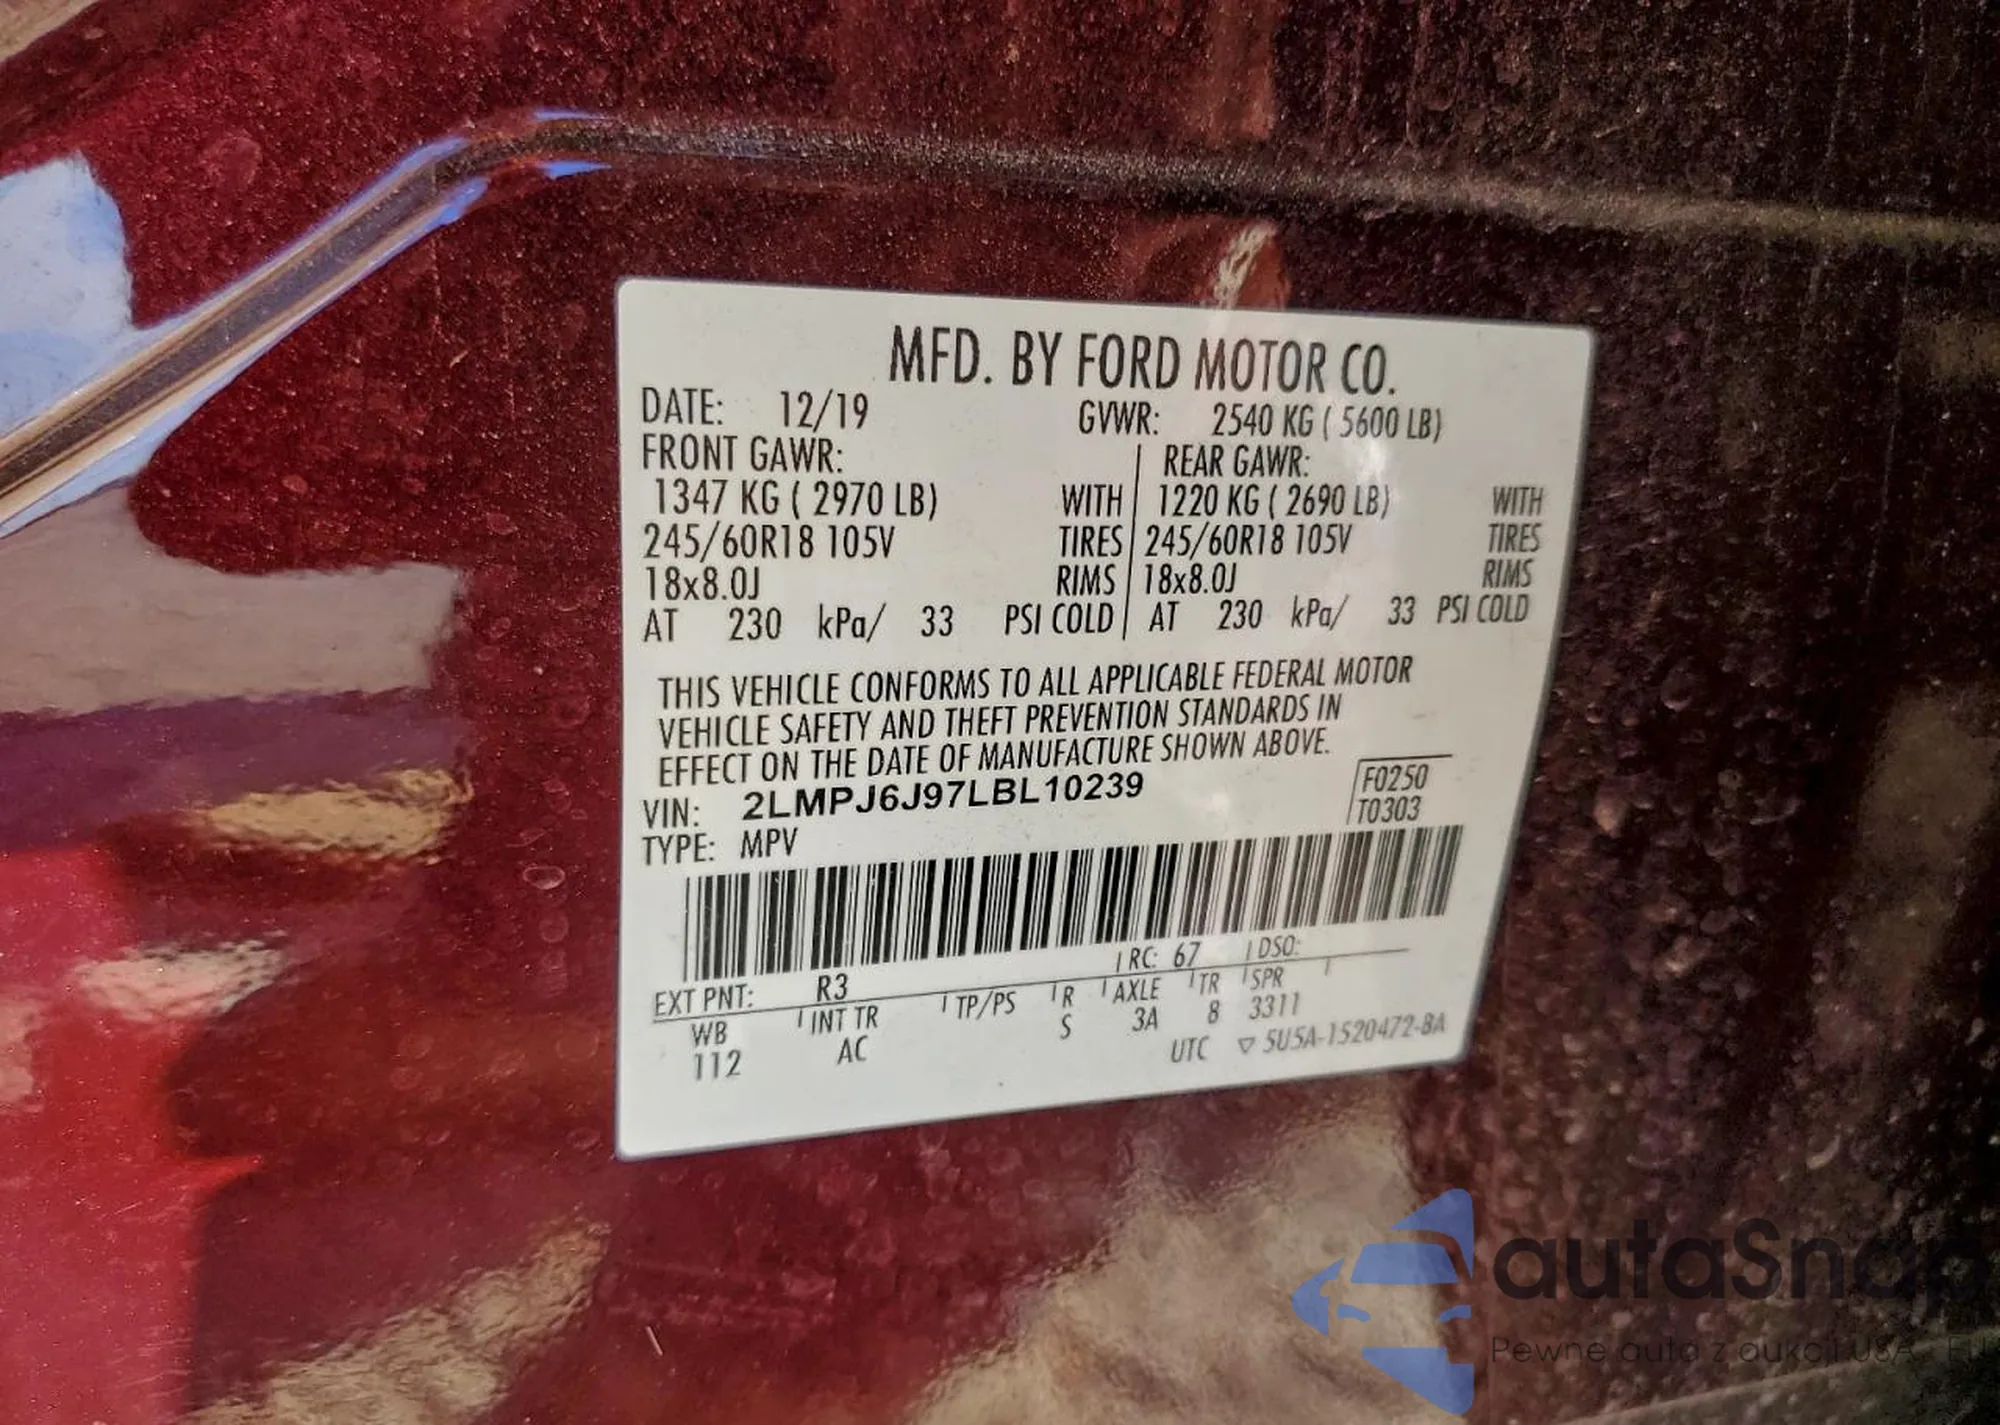 MFD. BY FORD MOTOR CO.
DATE: 12/19 GVWR: 2540 KG ( 5600 LB)
FRONT GAWR: REAR GAWR:
1347 KG ( 2970 LB) WITH 1220 KG ( 2690 LB) WITH
245/60R18 105V TIRES 245/60R18 105V TIRES
18x8.0J RIMS 18x8.0J RIMS
AT 230 kPa/ 33 PSI COLD AT 230 kPa/ 33 PSI COLD
THIS VEHICLE CONFORMS TO ALL APPLICABLE FEDERAL MOTOR
VEHICLE SAFETY AND THEFT PREVENTION STANDARDS IN
EFFECT ON THE DATE OF MANUFACTURE SHOWN ABOVE.
VIN: 2LMPJ6J97LBL10239 F0250
TYPE: MPV T0303
EXT PNT: R3 RC: 67 DSO:
WB INT TR TP/PS R AXLE TR SPR
112 AC S 3A 8 3311
UTC ▽ 5U5A-1520472-BA
autaSnap
Pewne auta z aukcji USA, EU